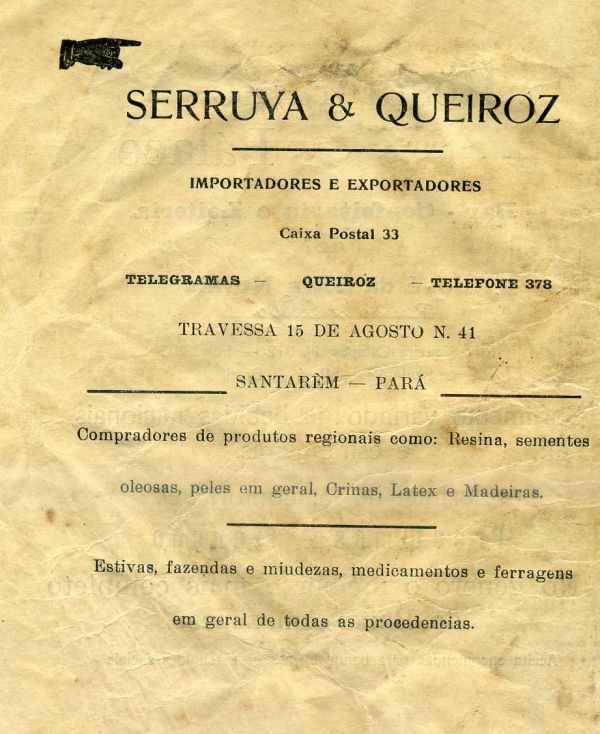 SERRUYA & QUEIROZ
IMPORTADORES E EXPORTADORES
Caixa Postal 33
TELEGRAMAS — QUEIROZ — TELEFONE 378
TRAVESSA 15 DE AGOSTO N. 41
SANTARÈM — PARÁ
Compradores de produtos regionais como: Resina, sementes
oleosas, peles em geral, Crinas, Latex e Madeiras.
Estivas, fazendas e miudezas, medicamentos e ferragens
em geral de todas as procedencias.